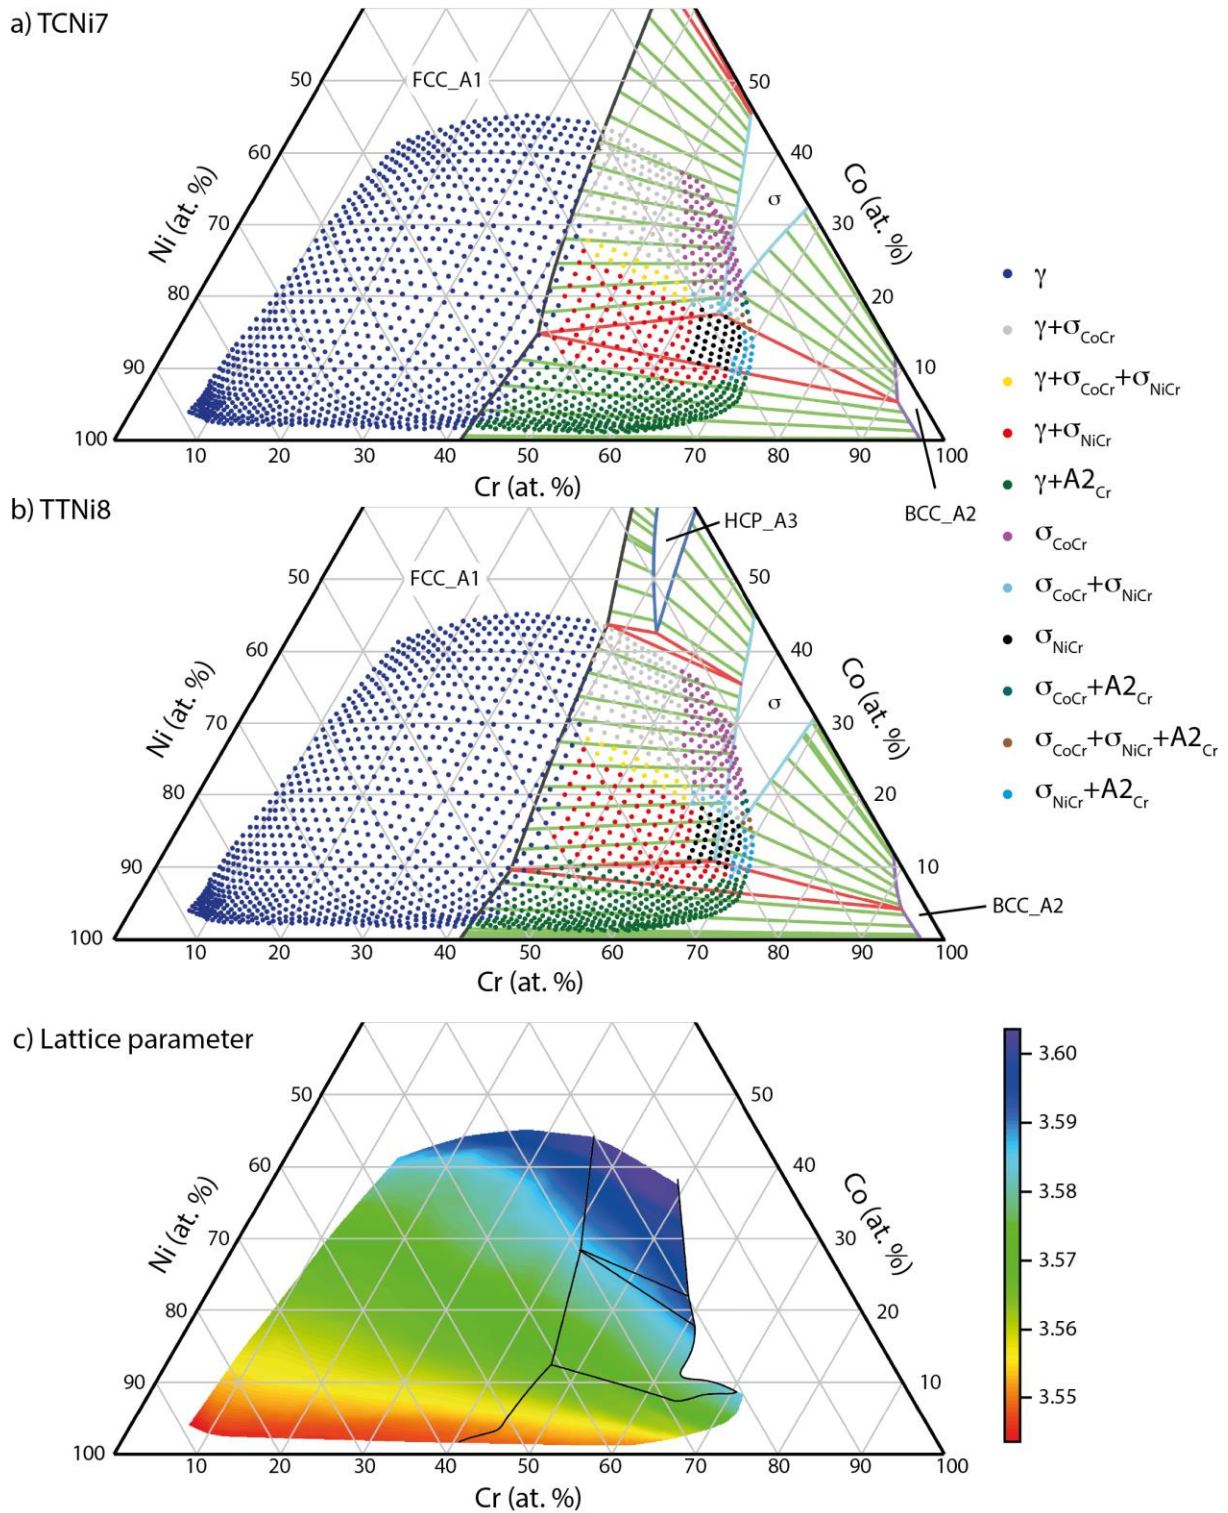 a) TCNi7
FCC_A1
50
50
60
40
Ni (at. %)
Co (at. %)
σ
70
30
80
20
90
10
100
10 20 30 40 50 60 70 80 90 100
Cr (at. %)
BCC_A2
γ
γ+σCoCr
γ+σCoCr+σNiCr
γ+σNiCr
γ+A2Cr
σCoCr
σCoCr+σNiCr
σNiCr
σCoCr+A2Cr
σCoCr+σNiCr+A2Cr
σNiCr+A2Cr
b) TTNi8
HCP_A3
FCC_A1
50
50
60
40
Ni (at. %)
Co (at. %)
σ
70
30
80
20
90
10
BCC_A2
100
10 20 30 40 50 60 70 80 90 100
Cr (at. %)
c) Lattice parameter
50
50
60
40
Ni (at. %)
Co (at. %)
70
30
80
20
90
10
100
10 20 30 40 50 60 70 80 90 100
Cr (at. %)
3.60
3.59
3.58
3.57
3.56
3.55